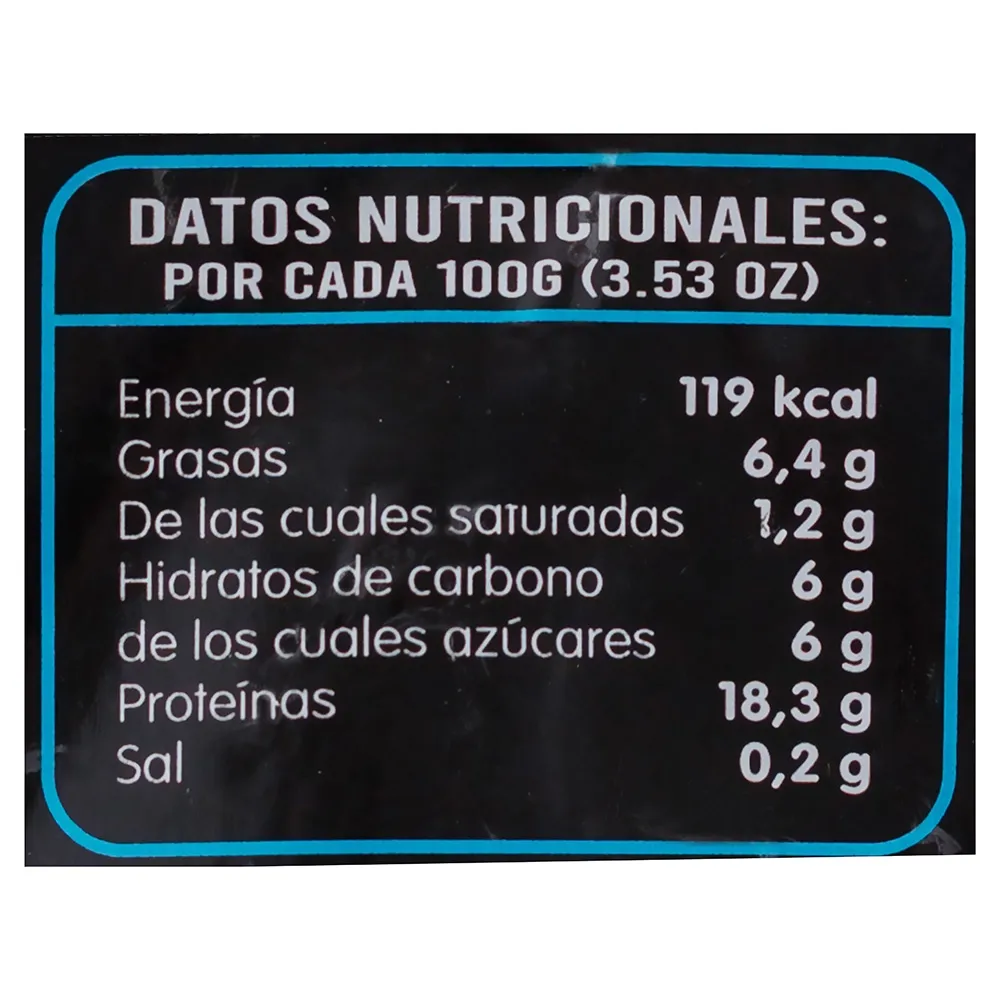 DATOS NUTRICIONALES:
POR CADA 100G (3.53 OZ)
Energía 119 kcal
Grasas 6,4 g
De las cuales saturadas 1,2 g
Hidratos de carbono 6 g
de los cuales azúcares 6 g
Proteínas 18,3 g
Sal 0,2 g